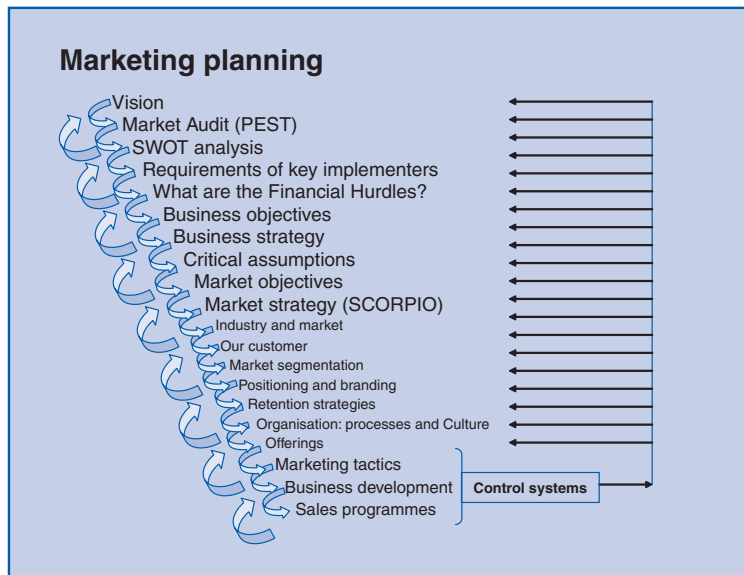 Marketing planning
Vision
Market Audit (PEST)
SWOT analysis
Requirements of key implementers
What are the Financial Hurdles?
Business objectives
Business strategy
Critical assumptions
Market objectives
Market strategy (SCORPIO)
Industry and market
Our customer
Market segmentation
Positioning and branding
Retention strategies
Organisation: processes and Culture
Offerings
Marketing tactics
Business development
Control systems
Sales programmes